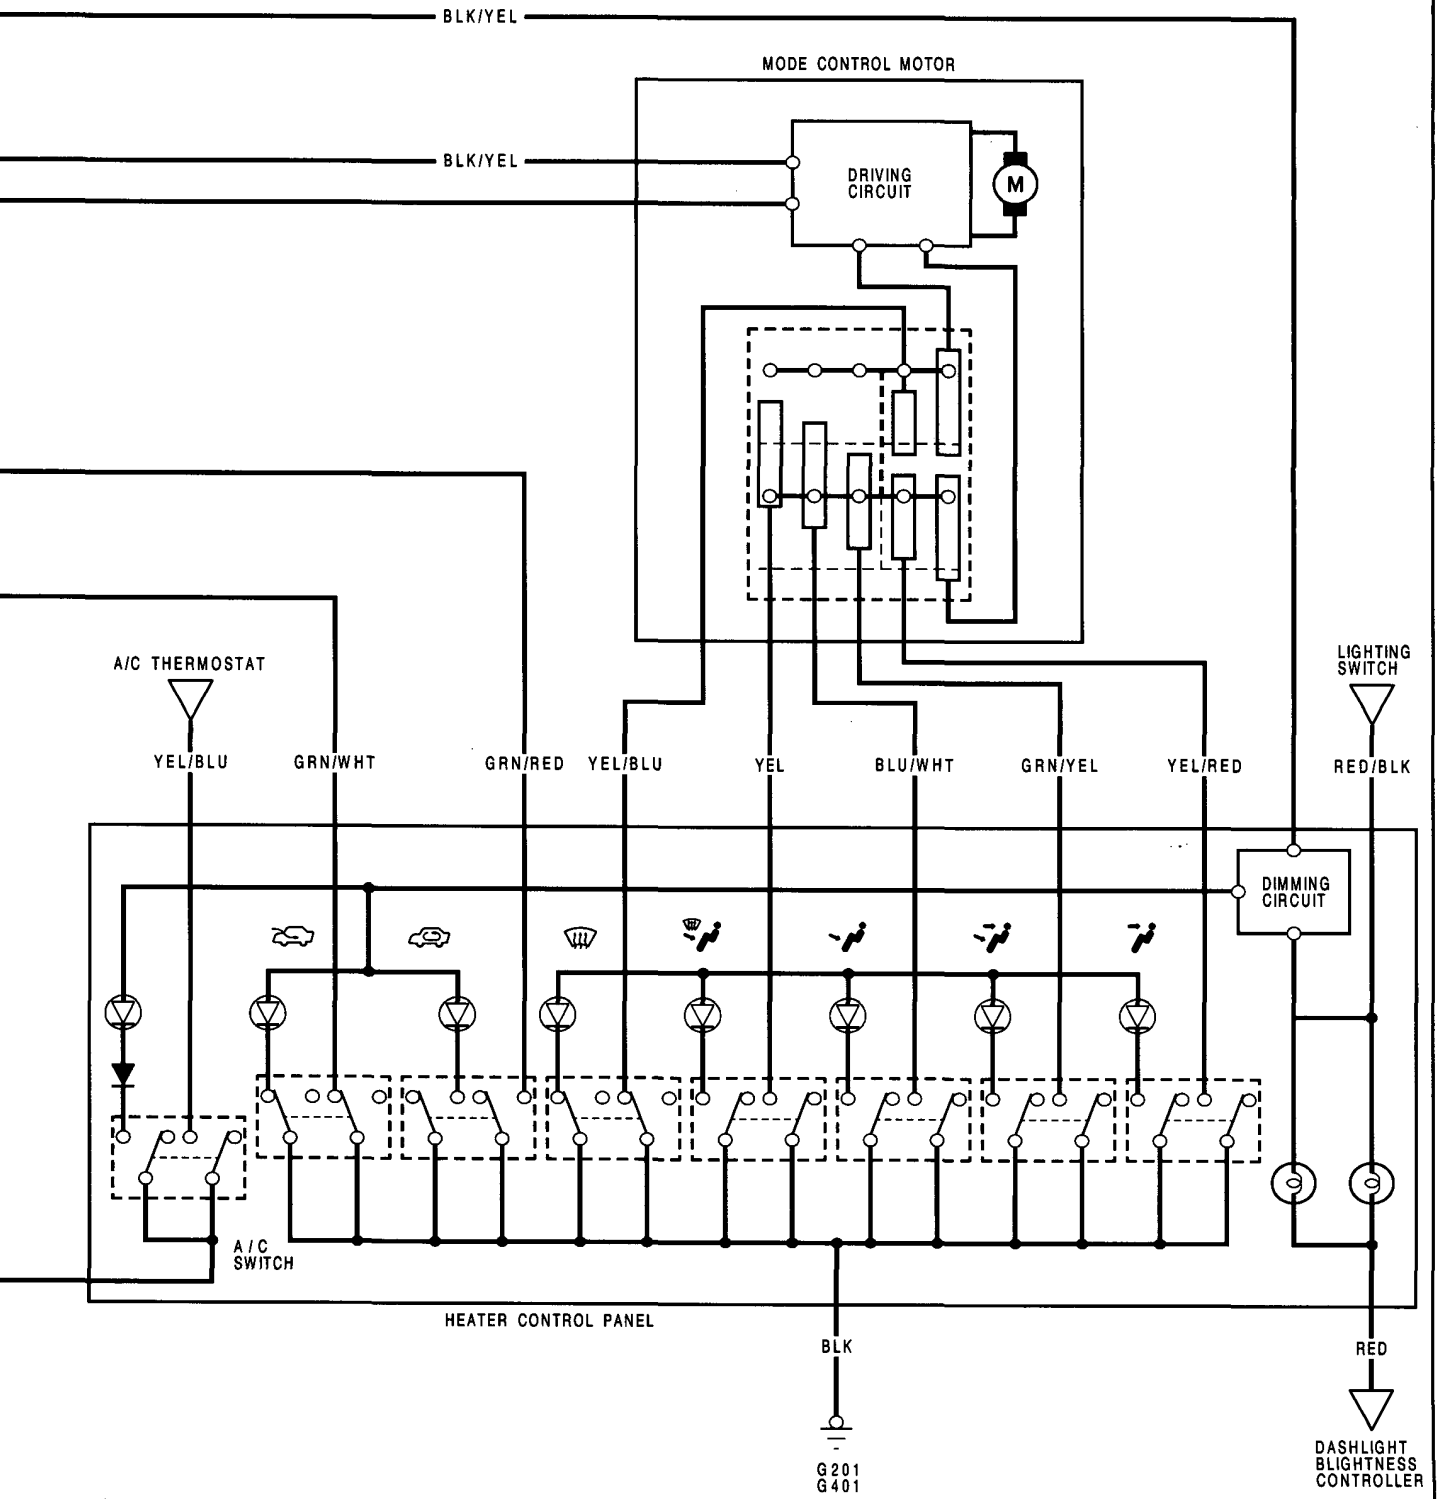 BLK/YEL
MODE CONTROL MOTOR
BLK/YEL
DRIVING
CIRCUIT
M
A/C THERMOSTAT
LIGHTING
SWITCH
YEL/BLU
GRN/WHT
GRN/RED
YEL/BLU
YEL
BLU/WHT
GRN/YEL
YEL/RED
RED/BLK
DIMMING
CIRCUIT
A/C
SWITCH
HEATER CONTROL PANEL
BLK
RED
G201
G401
DASHLIGHT
BLIGHTNESS
CONTROLLER